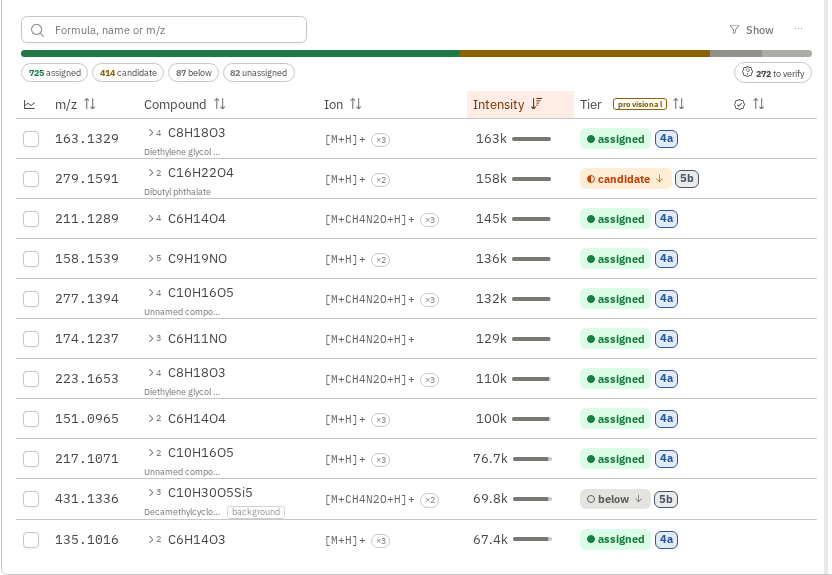 Formula, name or m/z
Show ...
725 assigned 414 candidate 87 below 82 unassigned 272 to verify
m/z Compound Ion Intensity Tier provisional
163.1329 4 C8H18O3 [M+H]+ ×3 163k assigned 4a
Diethylene glycol ...
279.1591 2 C16H22O4 [M+H]+ ×2 158k candidate ↓ 5b
Dibutyl phthalate
211.1289 4 C6H14O4 [M+CH4N2O+H]+ ×3 145k assigned 4a
158.1539 5 C9H19NO [M+H]+ ×2 136k assigned 4a
277.1394 4 C10H16O5 [M+CH4N2O+H]+ ×3 132k assigned 4a
Unnamed compo...
174.1237 3 C6H11NO [M+CH4N2O+H]+ 129k assigned 4a
223.1653 4 C8H18O3 [M+CH4N2O+H]+ ×3 110k assigned 4a
Diethylene glycol ...
151.0965 2 C6H14O4 [M+H]+ ×3 100k assigned 4a
217.1071 2 C10H16O5 [M+H]+ ×3 76.7k assigned 4a
Unnamed compo...
431.1336 3 C10H30O5Si5 [M+CH4N2O+H]+ ×2 69.8k below ↓ 5b
Decamethylcyclo... background
135.1016 2 C6H14O3 [M+H]+ ×3 67.4k assigned 4a